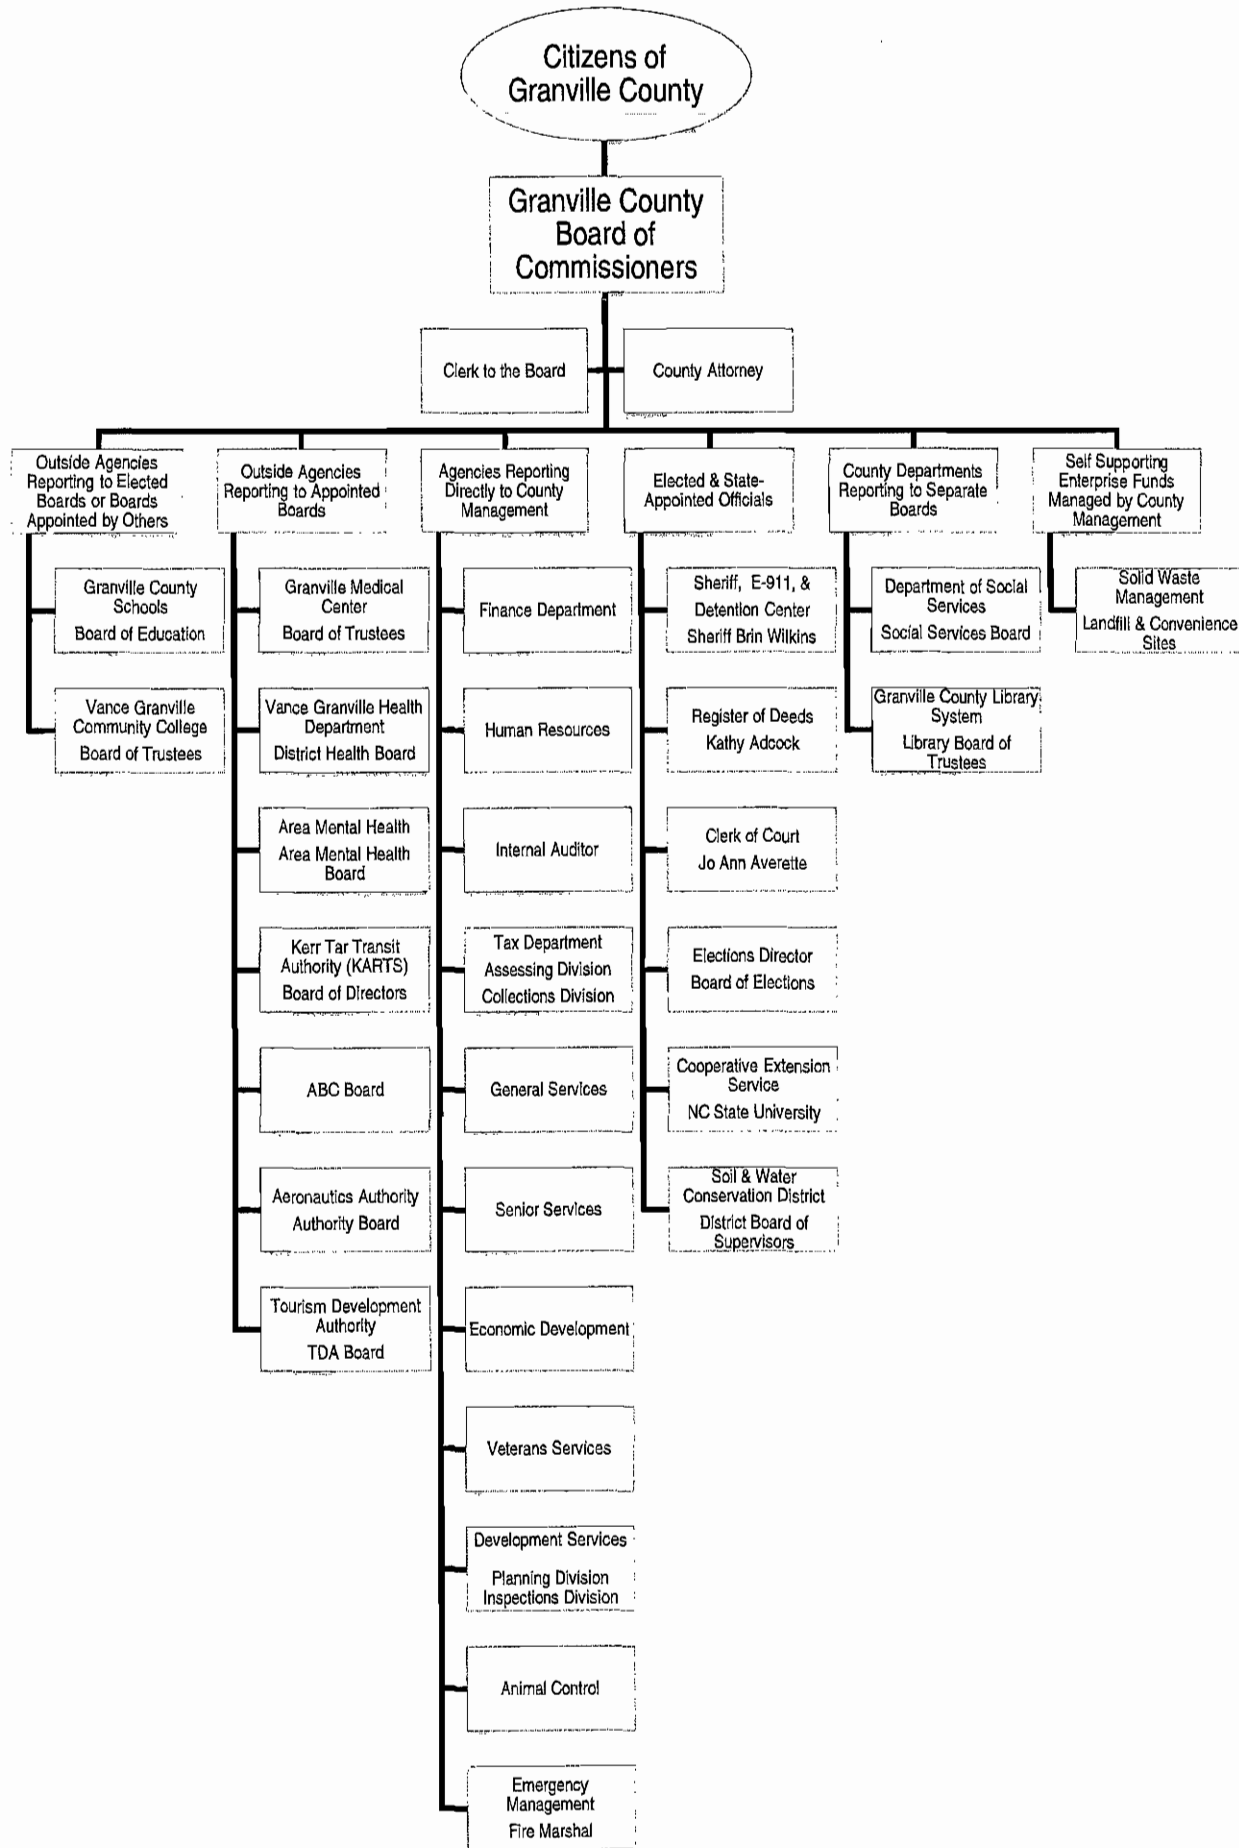 Citizens of
Granville County
Granville County
Board of
Commissioners
Clerk to the Board
County Attorney
Outside Agencies
Reporting to Elected
Boards or Boards
Appointed by Others
Outside Agencies
Reporting to Appointed
Boards
Agencies Reporting
Directly to County
Management
Elected & State-
Appointed Officials
County Departments
Reporting to Separate
Boards
Self Supporting
Enterprise Funds
Managed by County
Management
Granville County
Schools
Board of Education
Vance Granville
Community College
Board of Trustees
Granville Medical
Center
Board of Trustees
Vance Granville Health
Department
District Health Board
Area Mental Health
Area Mental Health
Board
Kerr Tar Transit
Authority (KARTS)
Board of Directors
ABC Board
Aeronautics Authority
Authority Board
Tourism Development
Authority
TDA Board
Finance Department
Human Resources
Internal Auditor
Tax Department
Assessing Division
Collections Division
General Services
Senior Services
Economic Development
Veterans Services
Development Services
Planning Division
Inspections Division
Animal Control
Emergency
Management
Fire Marshal
Sheriff, E-911, &
Detention Center
Sheriff Brin Wilkins
Register of Deeds
Kathy Adcock
Clerk of Court
Jo Ann Averette
Elections Director
Board of Elections
Cooperative Extension
Service
NC State University
Soil & Water
Conservation District
District Board of
Supervisors
Department of Social
Services
Social Services Board
Granville County Library
System
Library Board of
Trustees
Solid Waste
Management
Landfill & Convenience
Sites